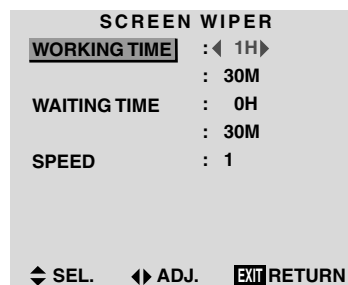 SCREEN WIPER
WORKING TIME : 1H
: 30M
WAITING TIME : 0H
: 30M
SPEED : 1
SEL. ADJ. EXIT RETURN